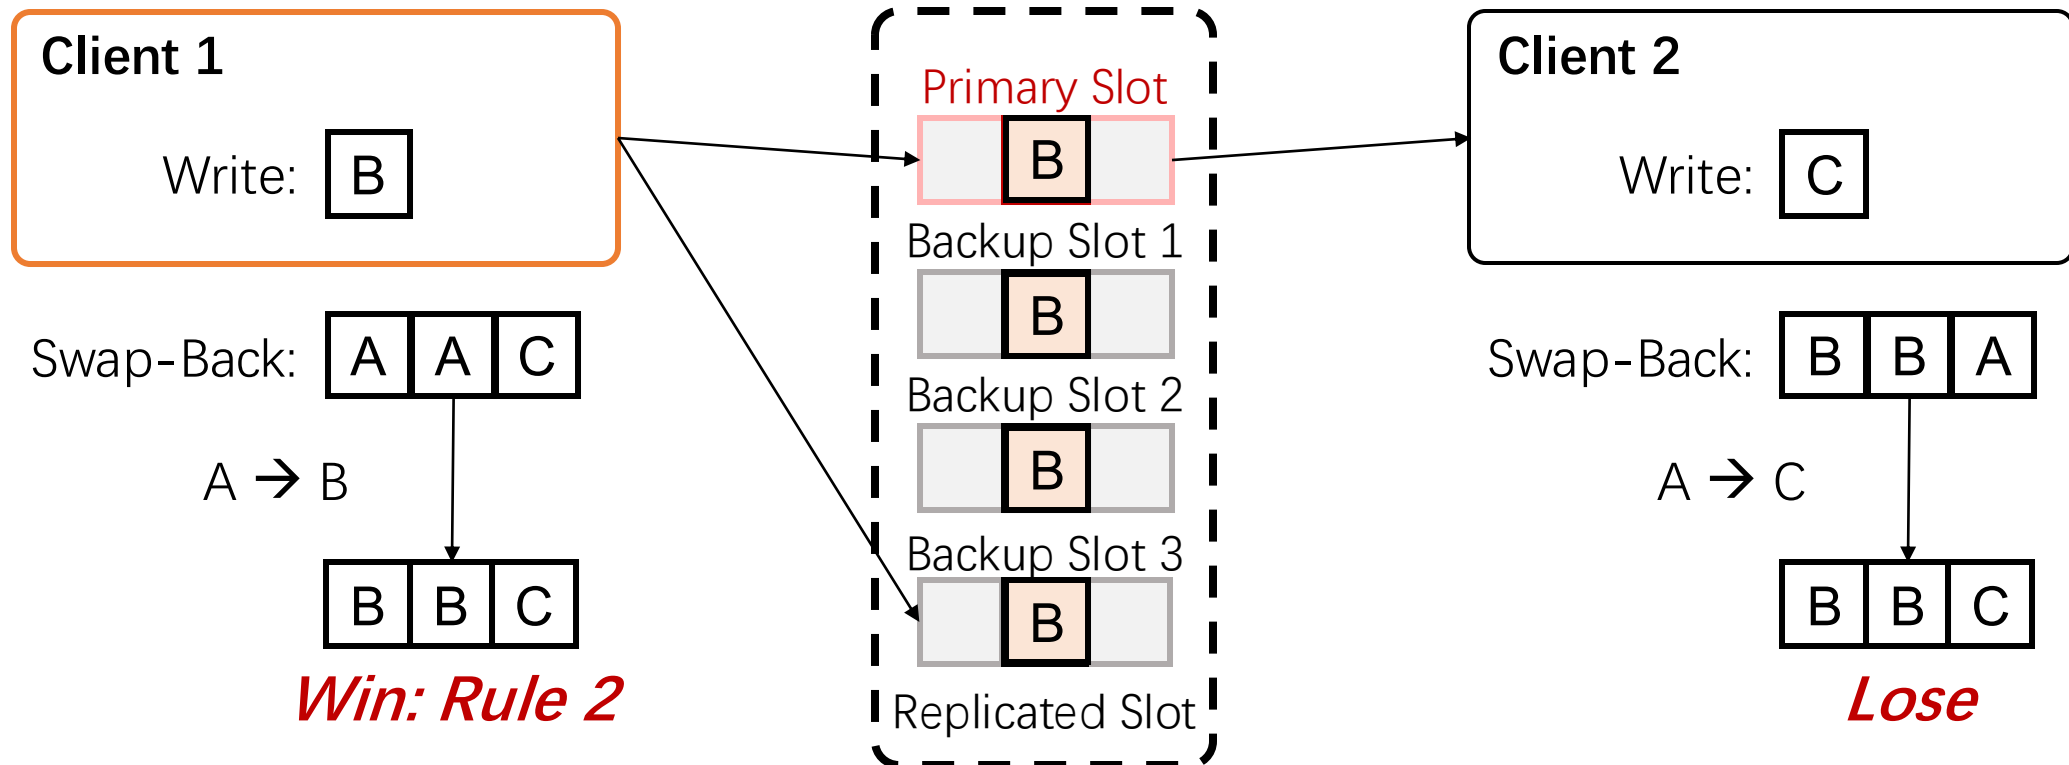 Client 1
Write: B
Swap-Back: A A C
A → B
B B C
Win: Rule 2
Primary Slot
B
Backup Slot 1
B
Backup Slot 2
B
Backup Slot 3
B
Replicated Slot
Client 2
Write: C
Swap-Back: B B A
A → C
B B C
Lose